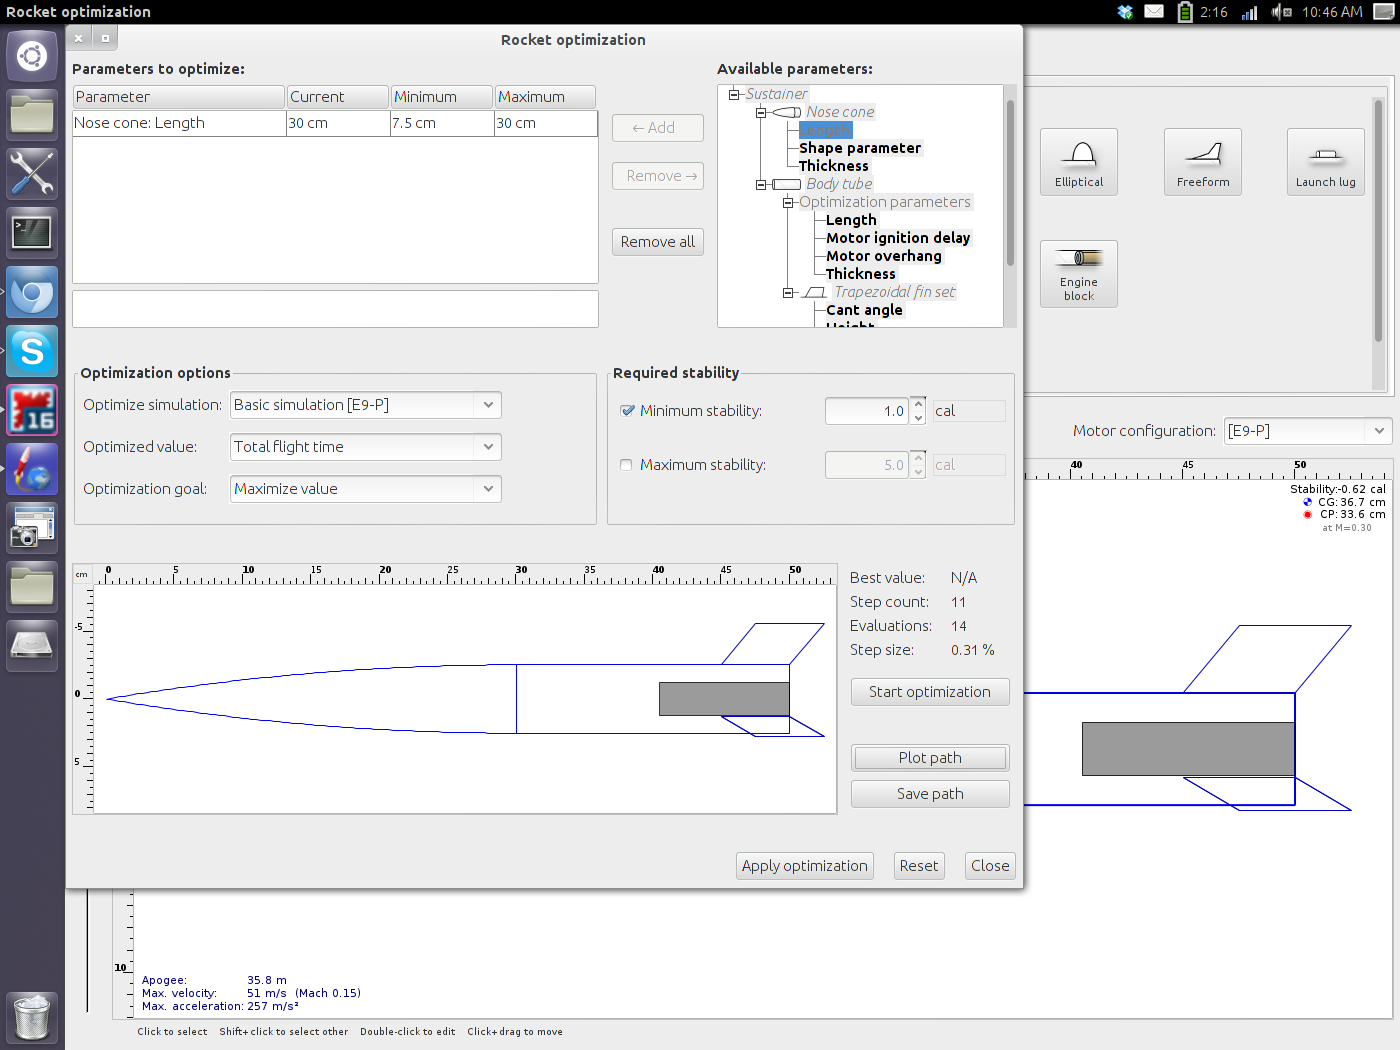 Rocket optimization
2:16
10:46 AM
Rocket optimization
Parameters to optimize:
Parameter Current Minimum Maximum
Nose cone: Length 30 cm 7.5 cm 30 cm
← Add
Remove →
Remove all
Available parameters:
Sustainer
Nose cone
Length
Shape parameter
Thickness
Body tube
Optimization parameters
Length
Motor ignition delay
Motor overhang
Thickness
Trapezoidal fin set
Cant angle
Height
Elliptical
Freeform
Launch lug
Engine
block
S
16
Optimization options
Optimize simulation: Basic simulation [E9-P]
Optimized value: Total flight time
Optimization goal: Maximize value
Required stability
Minimum stability: 1.0 cal
Maximum stability: 5.0 cal
Motor configuration: [E9-P]
40 45 50
Stability:-0.62 cal
CG: 36.7 cm
CP: 33.6 cm
at M=0.30
cm 0 5 10 15 20 25 30 35 40 45 50
-5
0
5
Best value: N/A
Step count: 11
Evaluations: 14
Step size: 0.31 %
Start optimization
Plot path
Save path
Apply optimization
Reset
Close
10
Apogee: 35.8 m
Max. velocity: 51 m/s (Mach 0.15)
Max. acceleration: 257 m/s²
Click to select Shift+click to select other Double-click to edit Click+drag to move